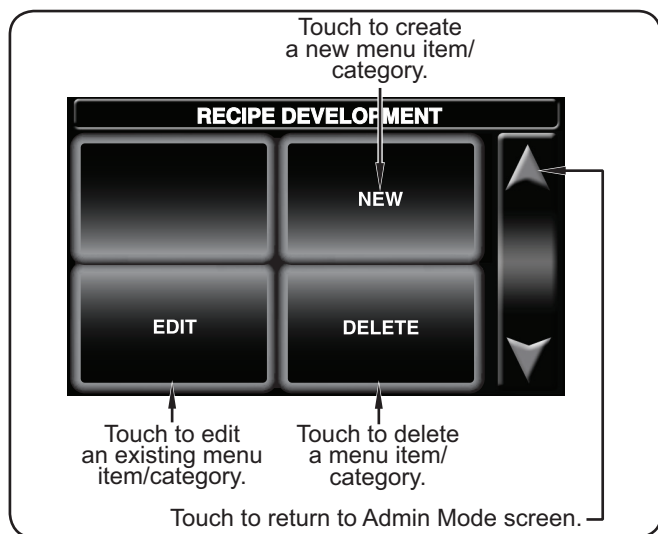 Touch to create
a new menu item/
category.
RECIPE DEVELOPMENT
NEW
EDIT
DELETE
Touch to edit
an existing menu
item/category.
Touch to delete
a menu item/
category.
Touch to return to Admin Mode screen.